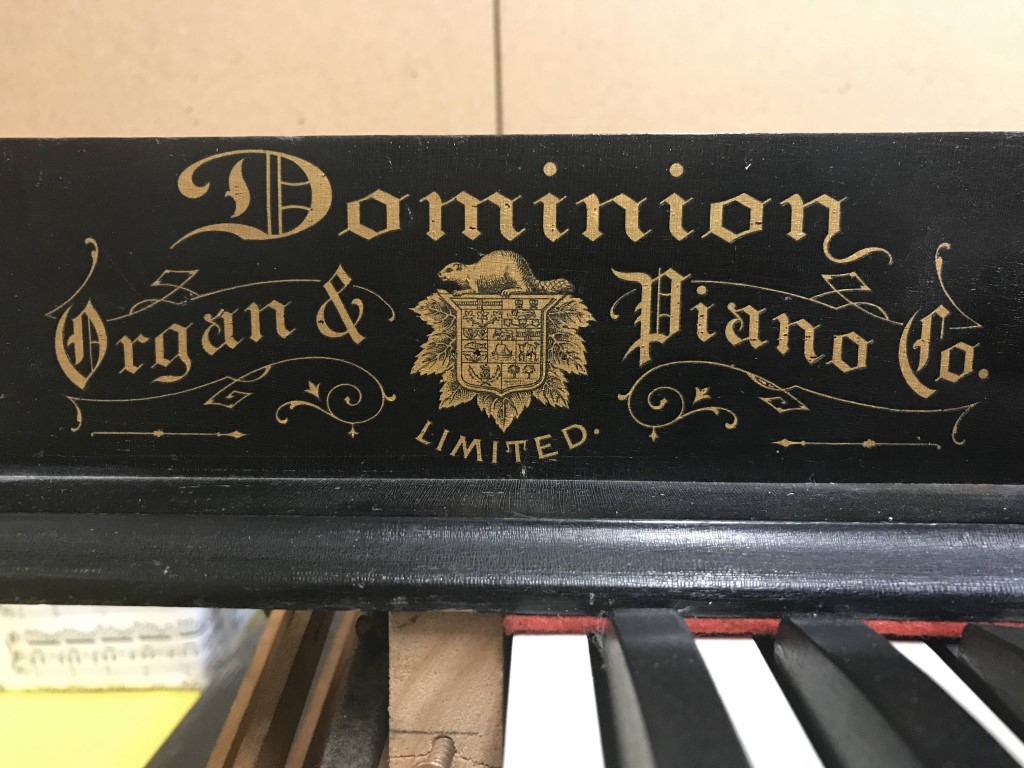 Dominion
Organ & Piano Co.
LIMITED.